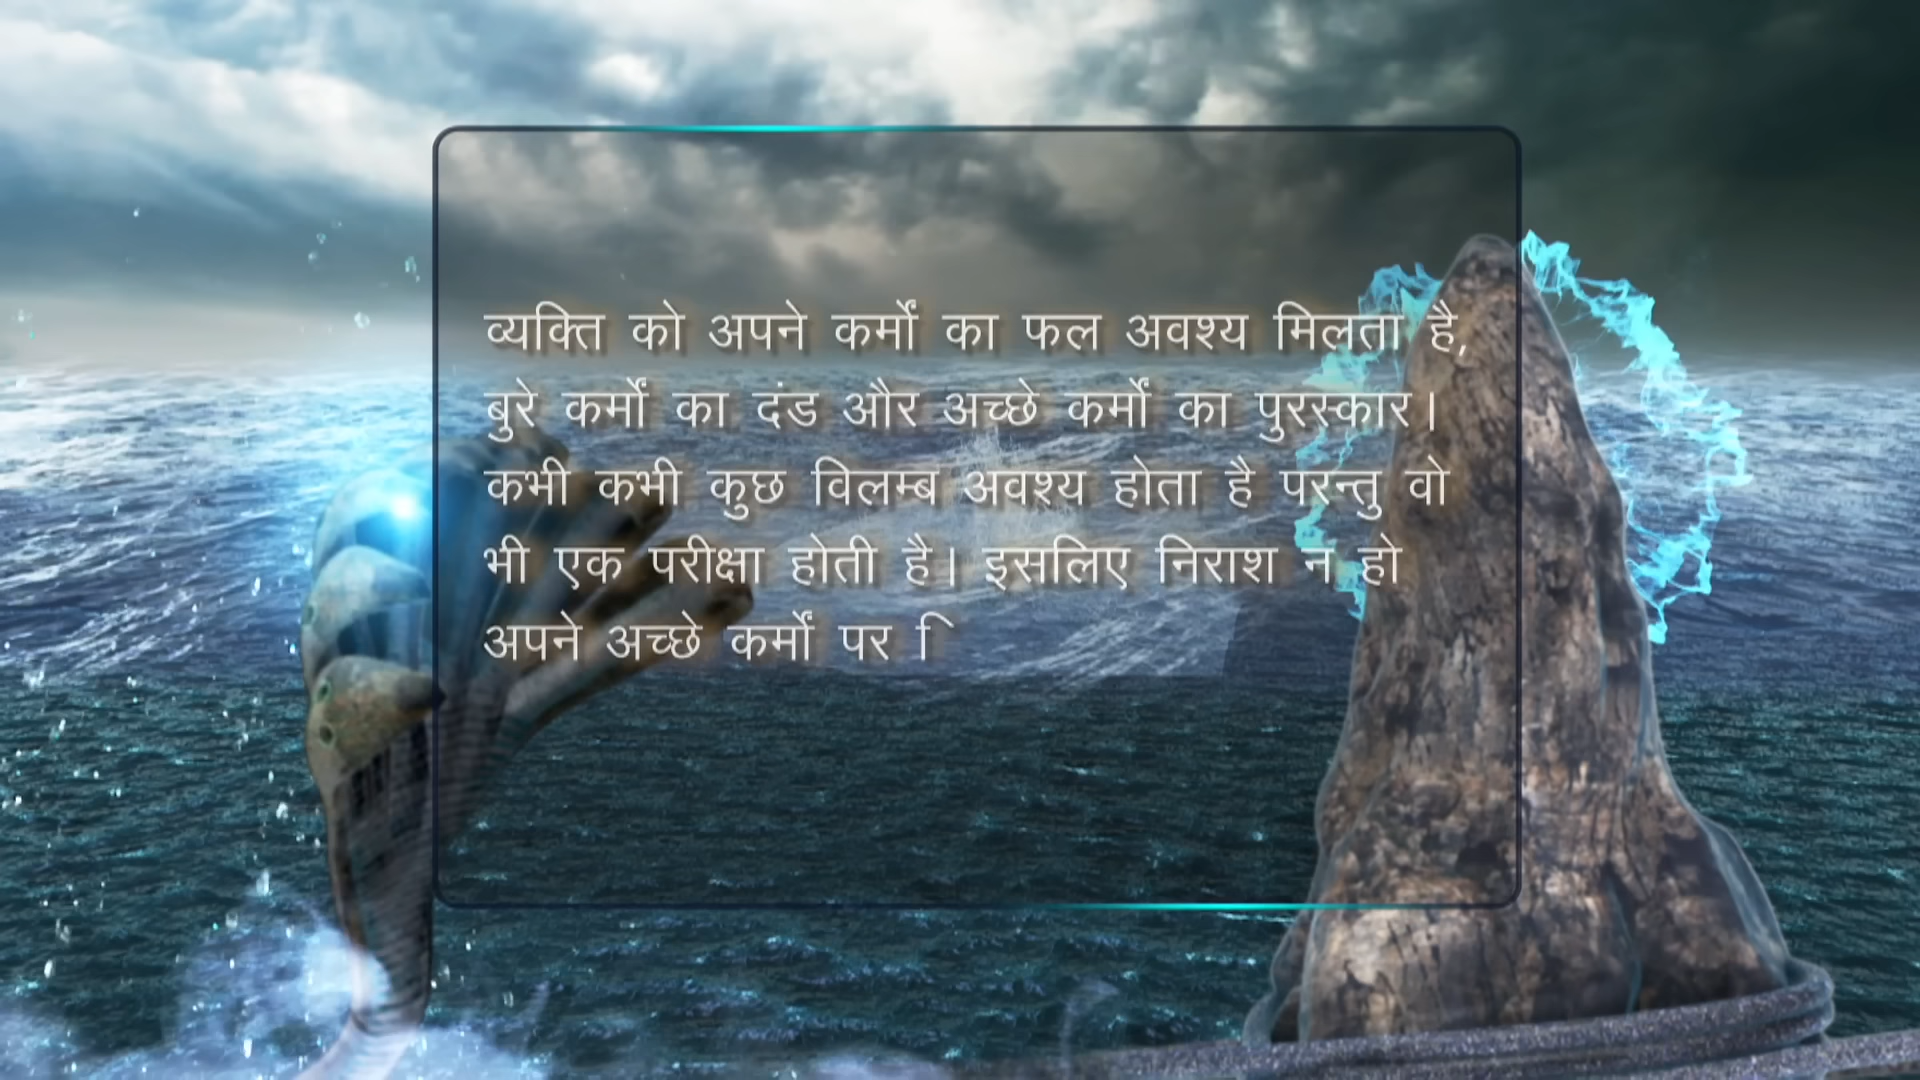 व्यक्ति को अपने कर्मों का फल अवश्य मिलता है,
बुरे कर्मों का दंड और अच्छे कर्मों का पुरस्कार।
कभी कभी कुछ विलम्ब अवश्य होता है परन्तु वो
भी एक परीक्षा होती है। इसलिए निराश न हो
अपने अच्छे कर्मों पर ि